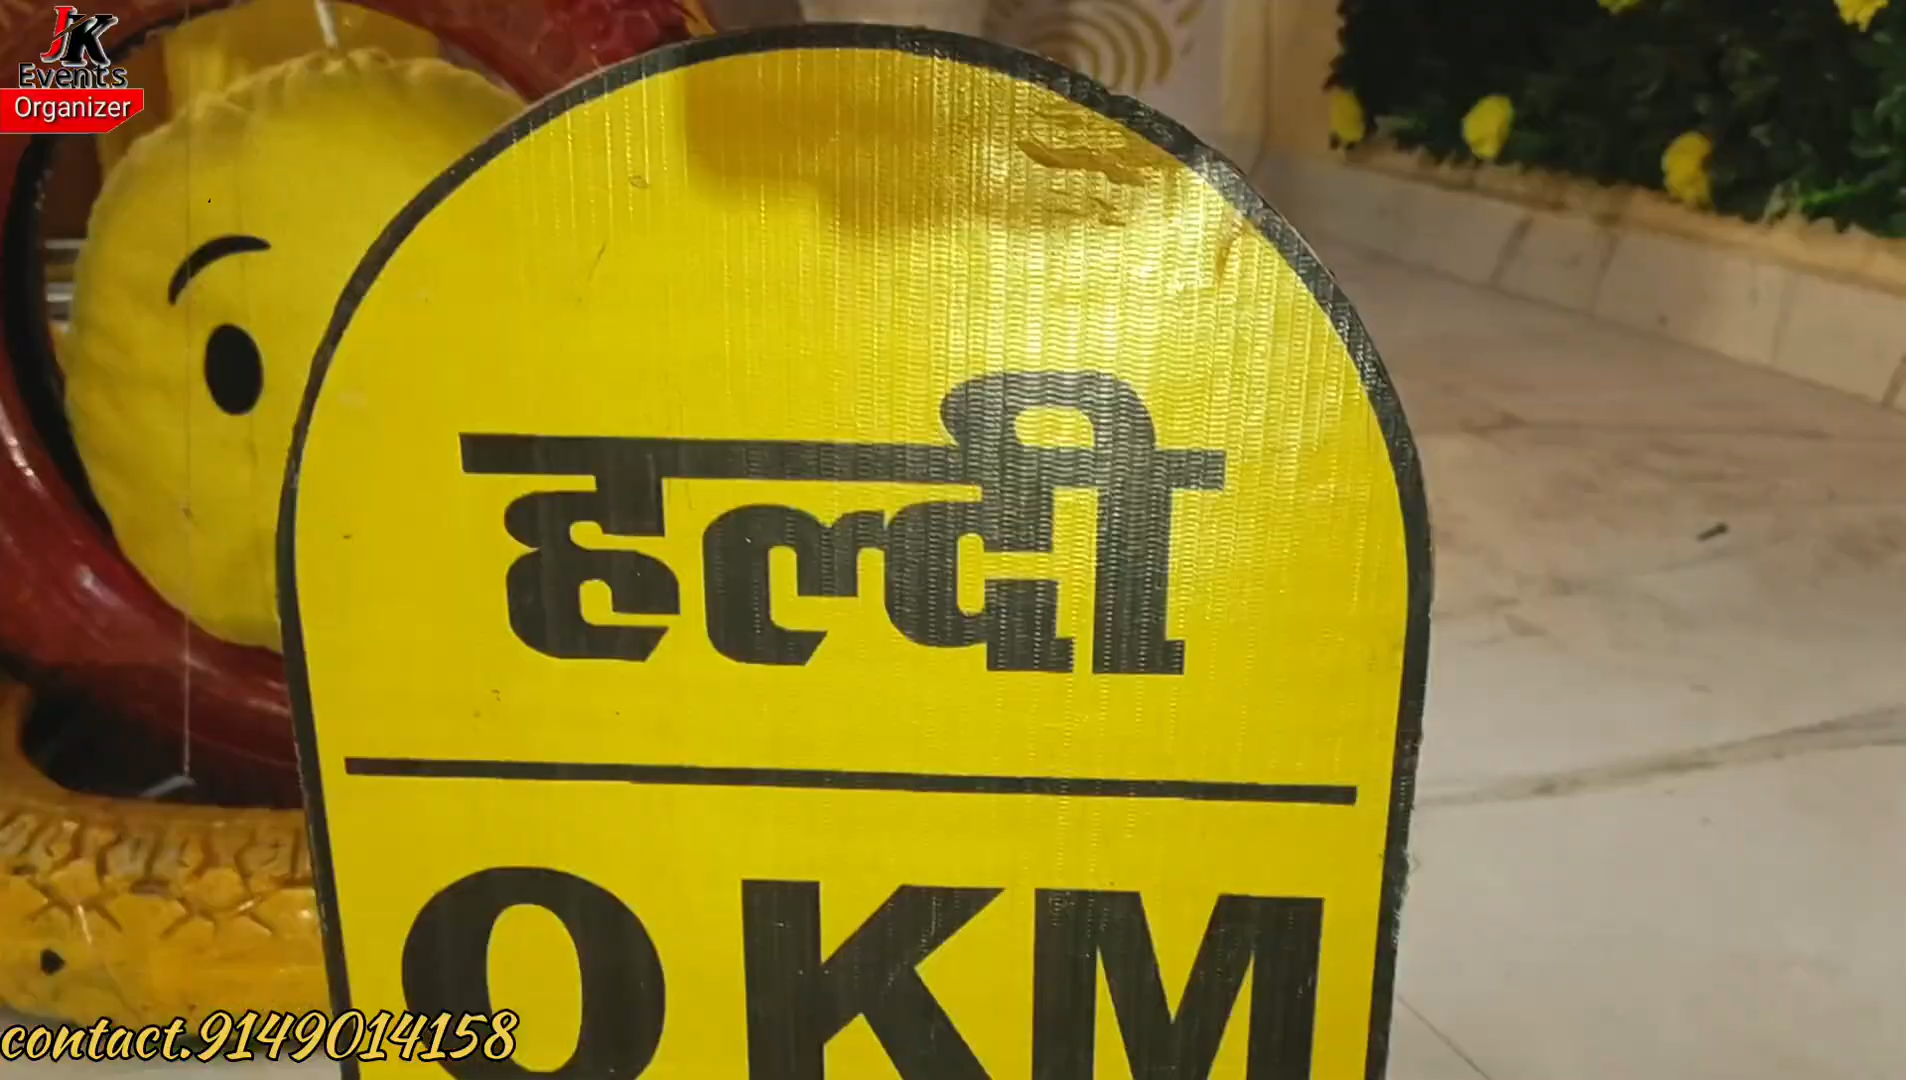 JK
Events
Organizer
हल्दी
0 KM
contact.9149014158